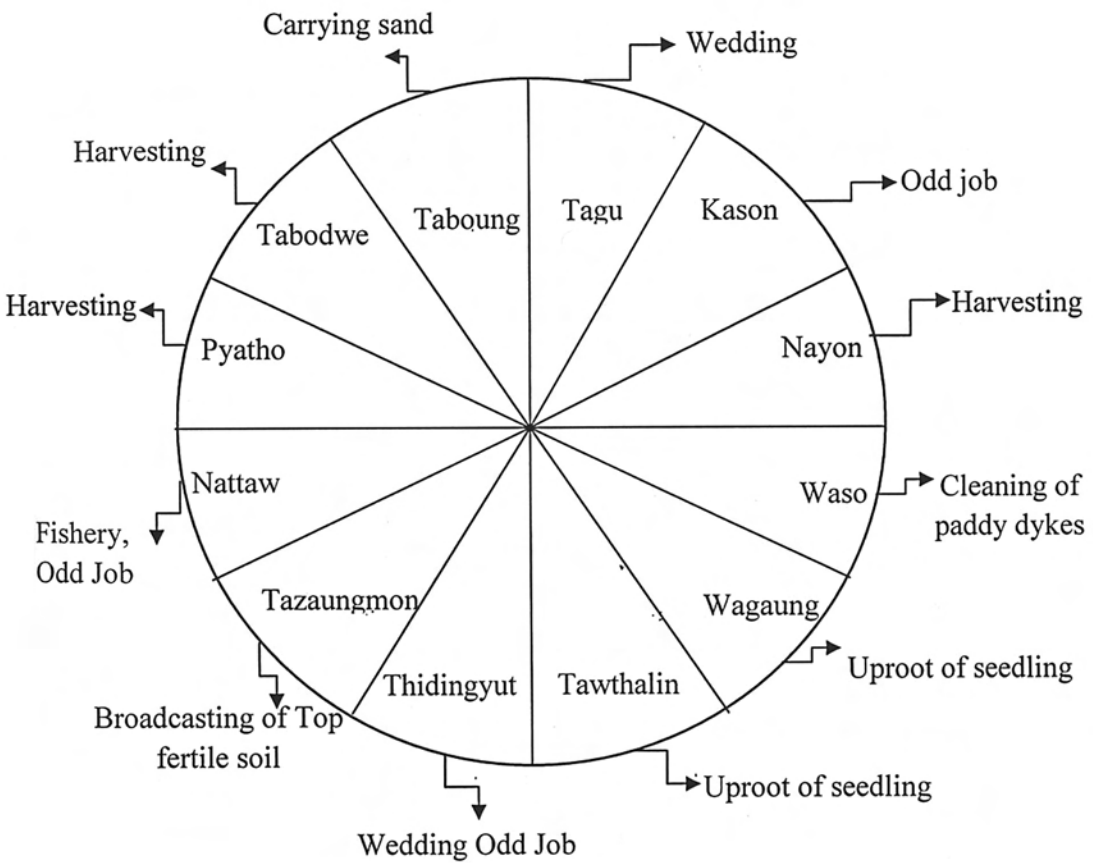 Carrying sand
Wedding
Harvesting
Odd job
Tabodwe
Taboung
Tagu
Kason
Harvesting
Harvesting
Pyatho
Nayon
Nattaw
Waso
Cleaning of
paddy dykes
Fishery,
Odd Job
Tazaungmon
Wagaung
Thidingyut
Tawthalin
Uproot of seedling
Broadcasting of Top
fertile soil
Uproot of seedling
Wedding Odd Job